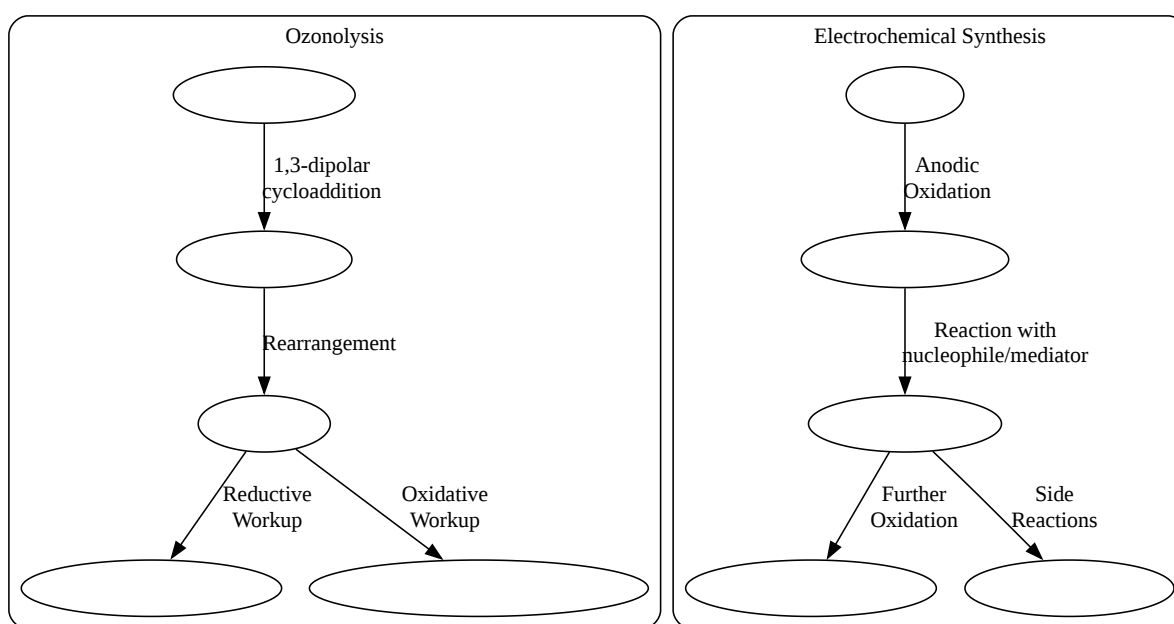 Ozonolysis
1,3-dipolar
cycloaddition
Rearrangement
Reductive
Workup
Oxidative
Workup
Electrochemical Synthesis
Anodic
Oxidation
Reaction with
nucleophile/mediator
Further
Oxidation
Side
Reactions